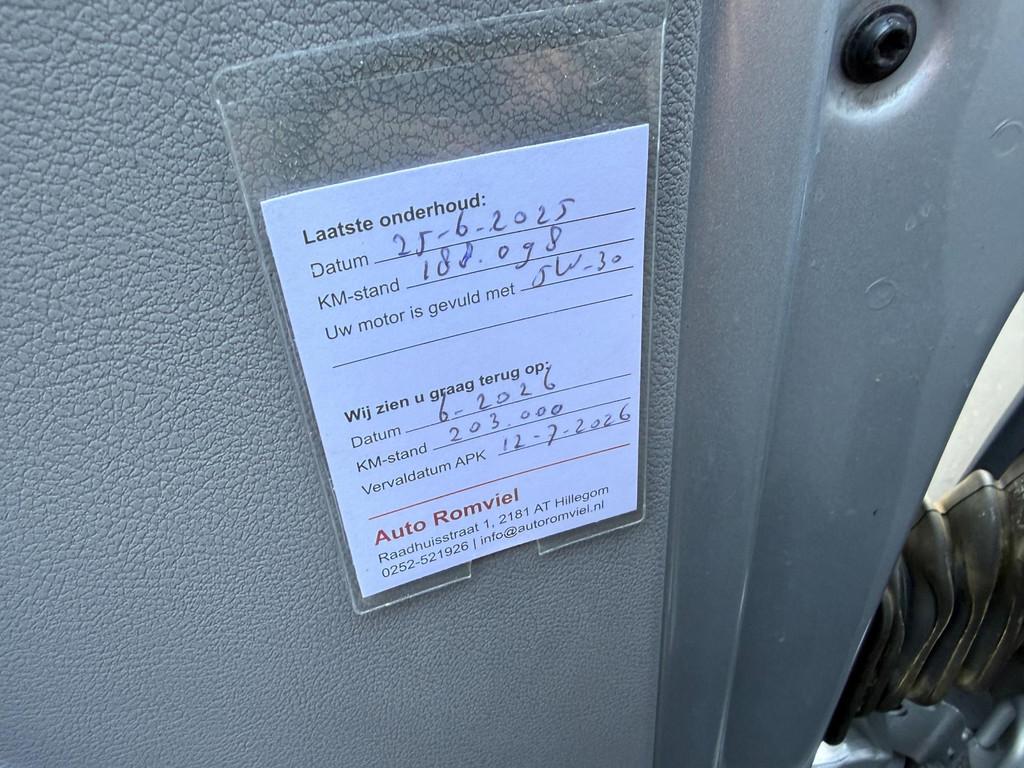 Laatste onderhoud:
Datum 25-6-2025
KM-stand 188.098
Uw motor is gevuld met 5W-30
Wij zien u graag terug op:
Datum 6-2026
KM-stand 203.000
Vervaldatum APK 12-7-2026
Auto Romviel
Raadhuisstraat 1, 2181 AT Hillegom
0252-521926 | info@autoromviel.nl